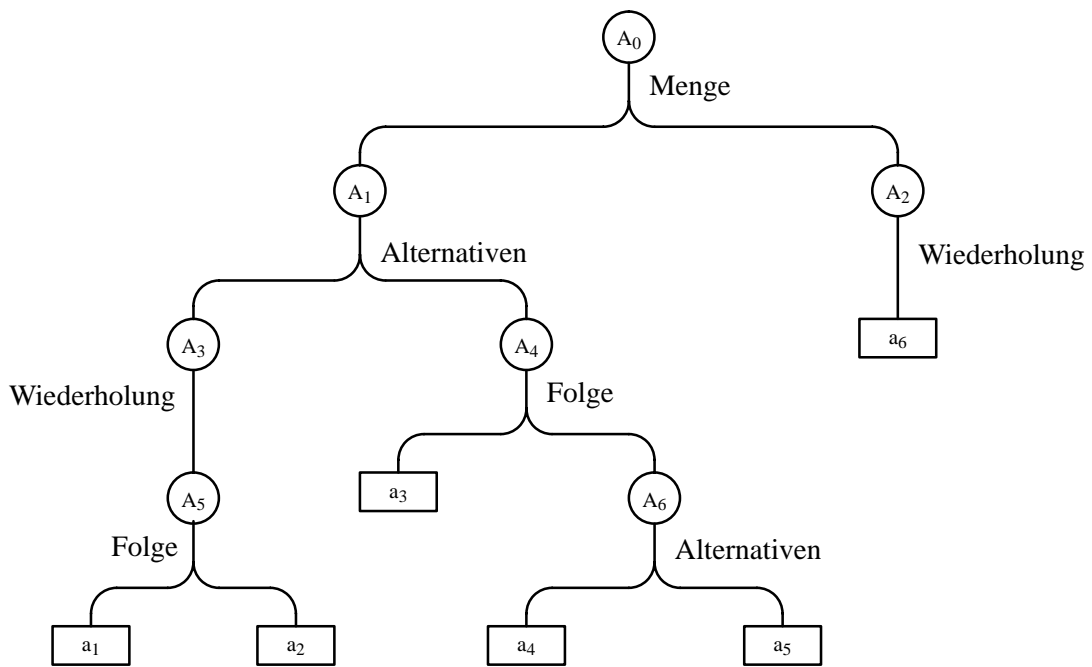 A₀
Menge
A₁
A₂
Alternativen
Wiederholung
A₃
A₄
a₆
Wiederholung
Folge
A₅
a₃
A₆
Folge
Alternativen
a₁
a₂
a₄
a₅